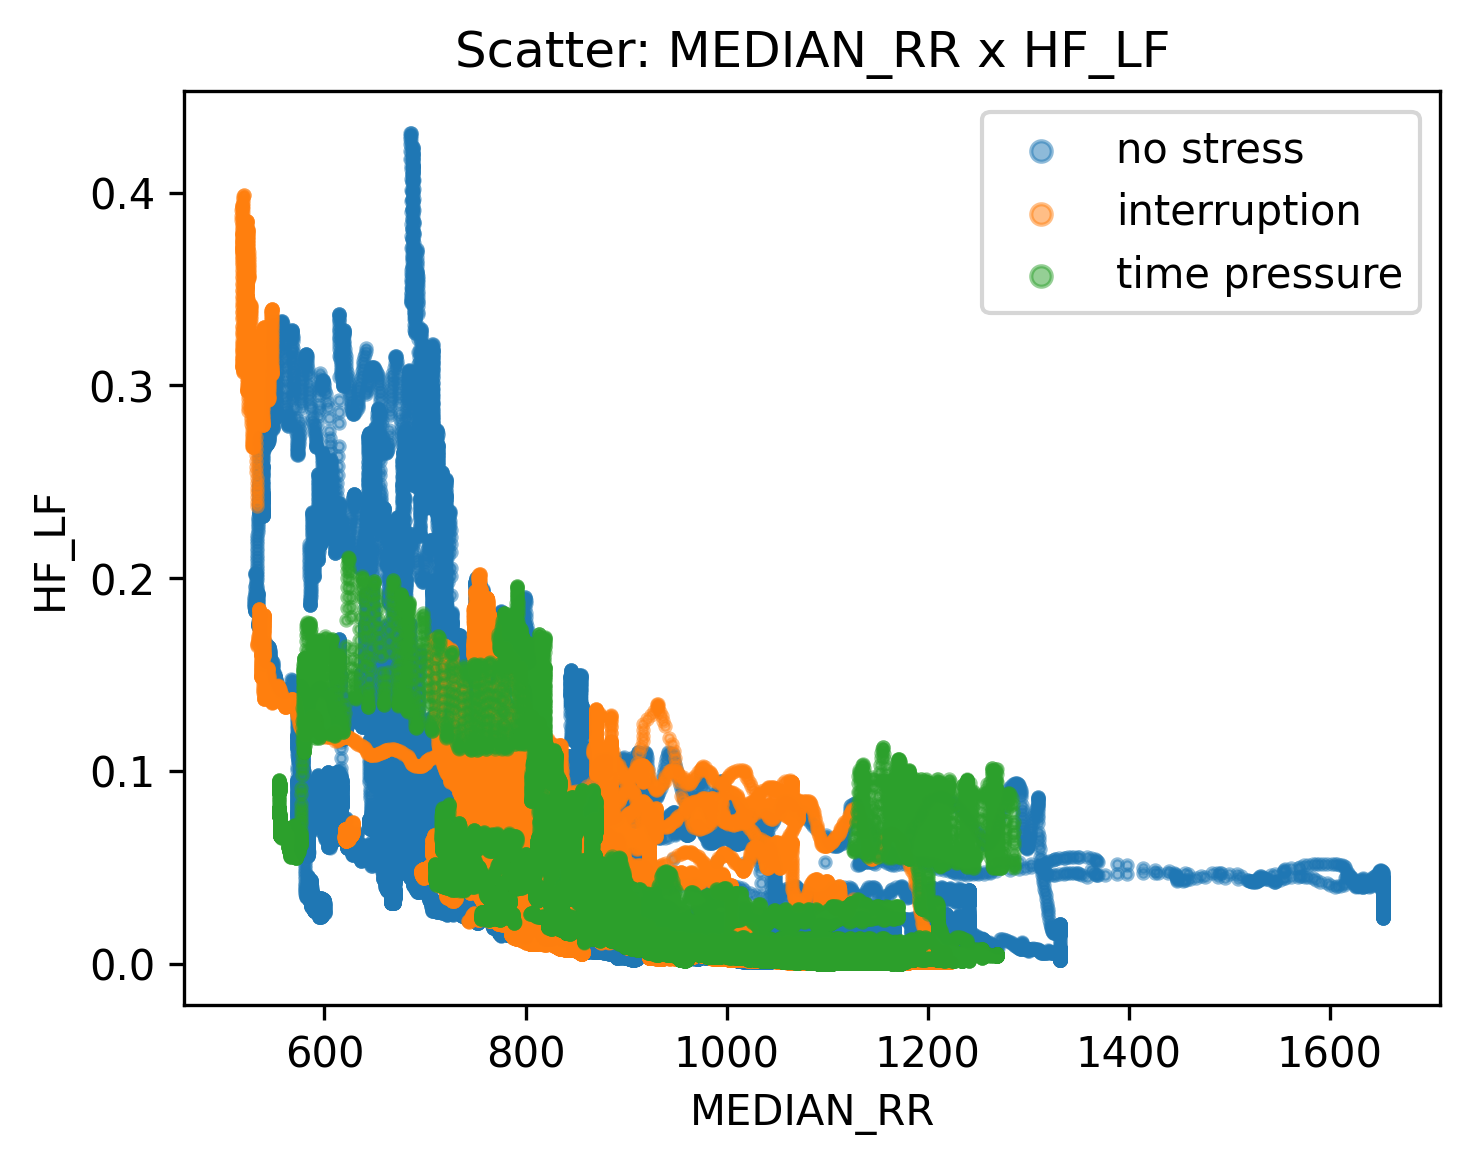 Scatter: MEDIAN_RR x HF_LF
no stress
interruption
time pressure
HF_LF
0.4
0.3
0.2
0.1
0.0
600 800 1000 1200 1400 1600
MEDIAN_RR